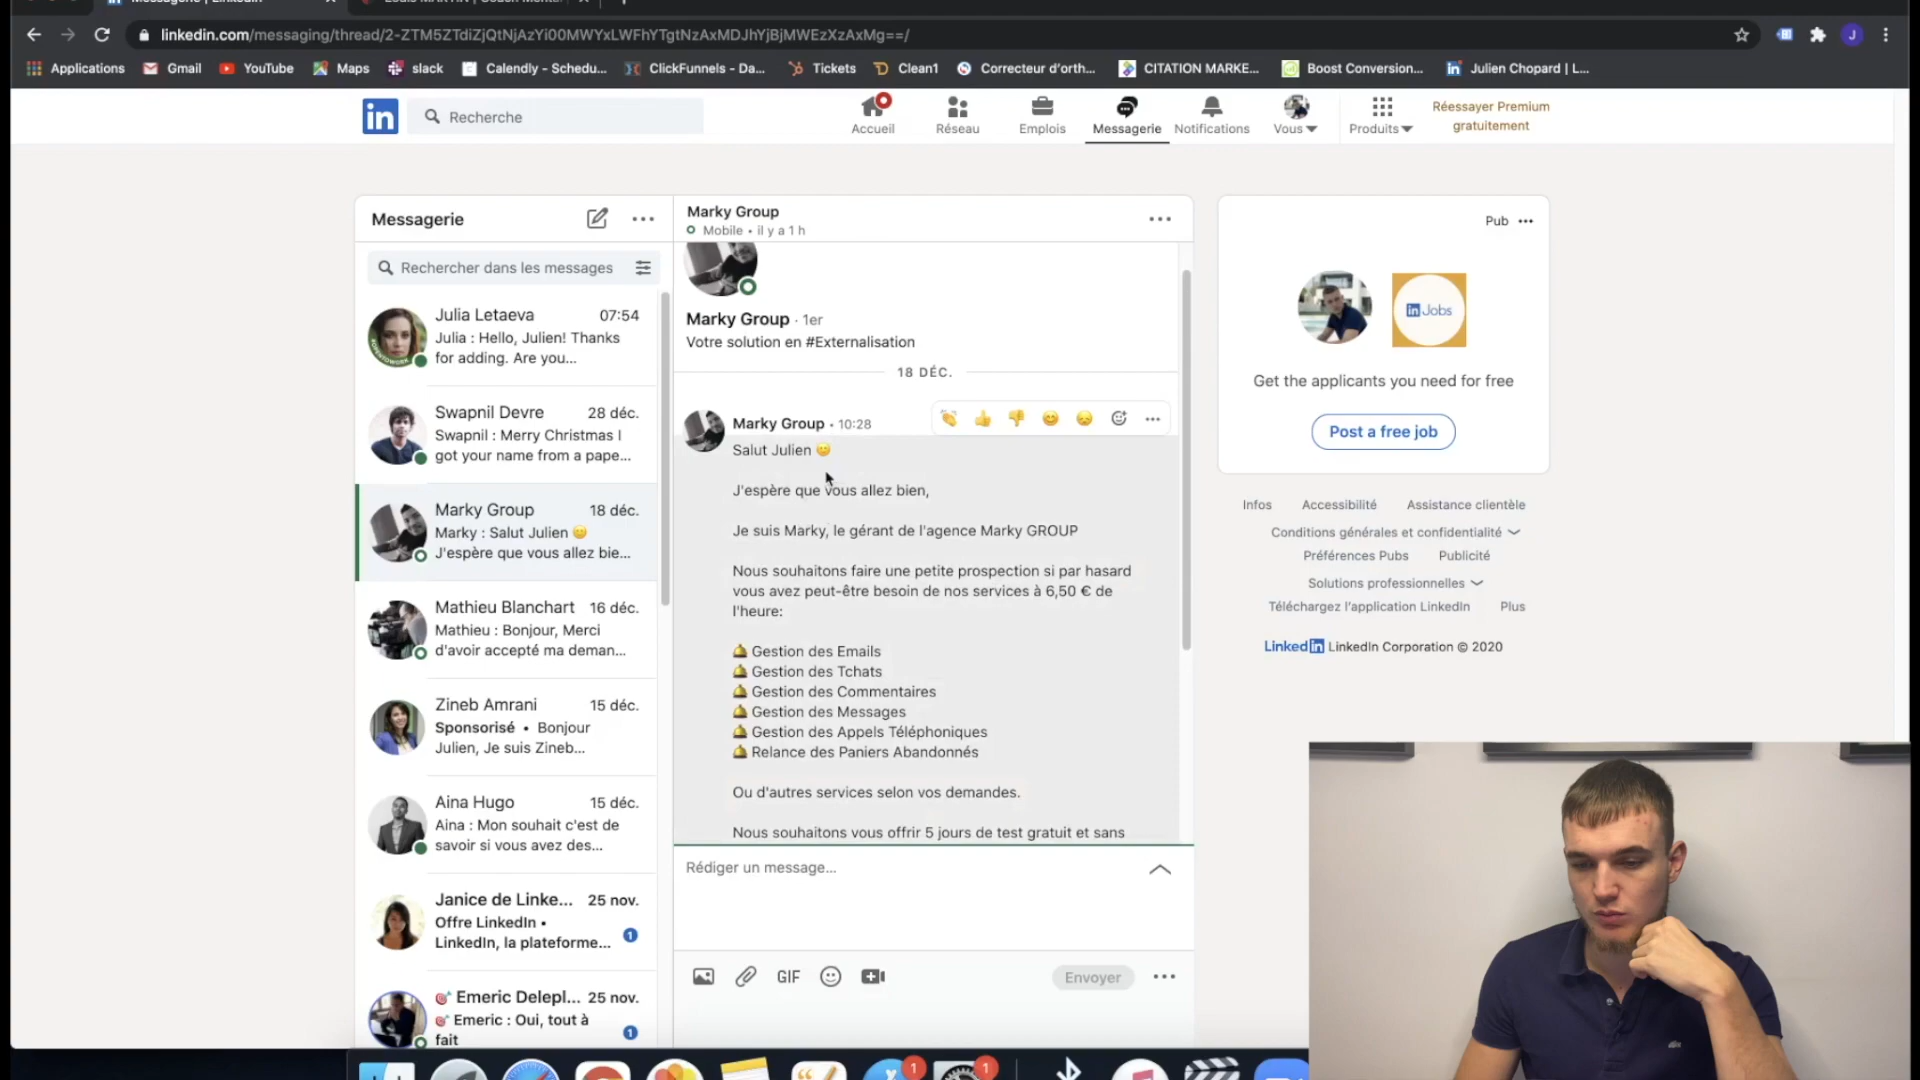 linkedin.com/messaging/thread/2-ZTM5ZTdiZjQtNjAzYi00MWYxLWFhYTgtNzAxMDJhYjBjMWEzXzAxMg==/
J
Applications
Gmail
YouTube
Maps
slack
Calendly - Schedu...
ClickFunnels - Da...
Tickets
Clean1
Correcteur d'orth...
CITATION MARKE...
Boost Conversion...
Julien Chopard | L...
in
Recherche
Accueil
Réseau
Emplois
Messagerie
Notifications
Vous
Produits
Réessayer Premium
gratuitement
Messagerie
Rechercher dans les messages
Julia Letaeva 07:54
Julia : Hello, Julien! Thanks
for adding. Are you...
Swapnil Devre 28 déc.
Swapnil : Merry Christmas I
got your name from a pape...
Marky Group 18 déc.
Marky : Salut Julien 😊
J'espère que vous allez bie...
Mathieu Blanchart 16 déc.
Mathieu : Bonjour, Merci
d'avoir accepté ma deman...
Zineb Amrani 15 déc.
Sponsorisé • Bonjour
Julien, Je suis Zineb...
Aina Hugo 15 déc.
Aina : Mon souhait c'est de
savoir si vous avez des...
Janice de Linke... 25 nov.
Offre LinkedIn •
LinkedIn, la plateforme... 1
🎯 Emeric Delepl... 25 nov.
🎯 Emeric : Oui, tout à
fait 1
Marky Group
Mobile • il y a 1 h
Marky Group · 1er
Votre solution en #Externalisation
18 DÉC.
Marky Group • 10:28
Salut Julien 😊
J'espère que vous allez bien,
Je suis Marky, le gérant de l'agence Marky GROUP
Nous souhaitons faire une petite prospection si par hasard
vous avez peut-être besoin de nos services à 6,50 € de
l'heure:
🛎 Gestion des Emails
🛎 Gestion des Tchats
🛎 Gestion des Commentaires
🛎 Gestion des Messages
🛎 Gestion des Appels Téléphoniques
🛎 Relance des Paniers Abandonnés
Ou d'autres services selon vos demandes.
Nous souhaitons vous offrir 5 jours de test gratuit et sans
Rédiger un message...
GIF
Envoyer
Pub
in Jobs
Get the applicants you need for free
Post a free job
Infos Accessibilité Assistance clientèle
Conditions générales et confidentialité
Préférences Pubs Publicité
Solutions professionnelles
Téléchargez l'application LinkedIn Plus
LinkedIn LinkedIn Corporation © 2020
1
1